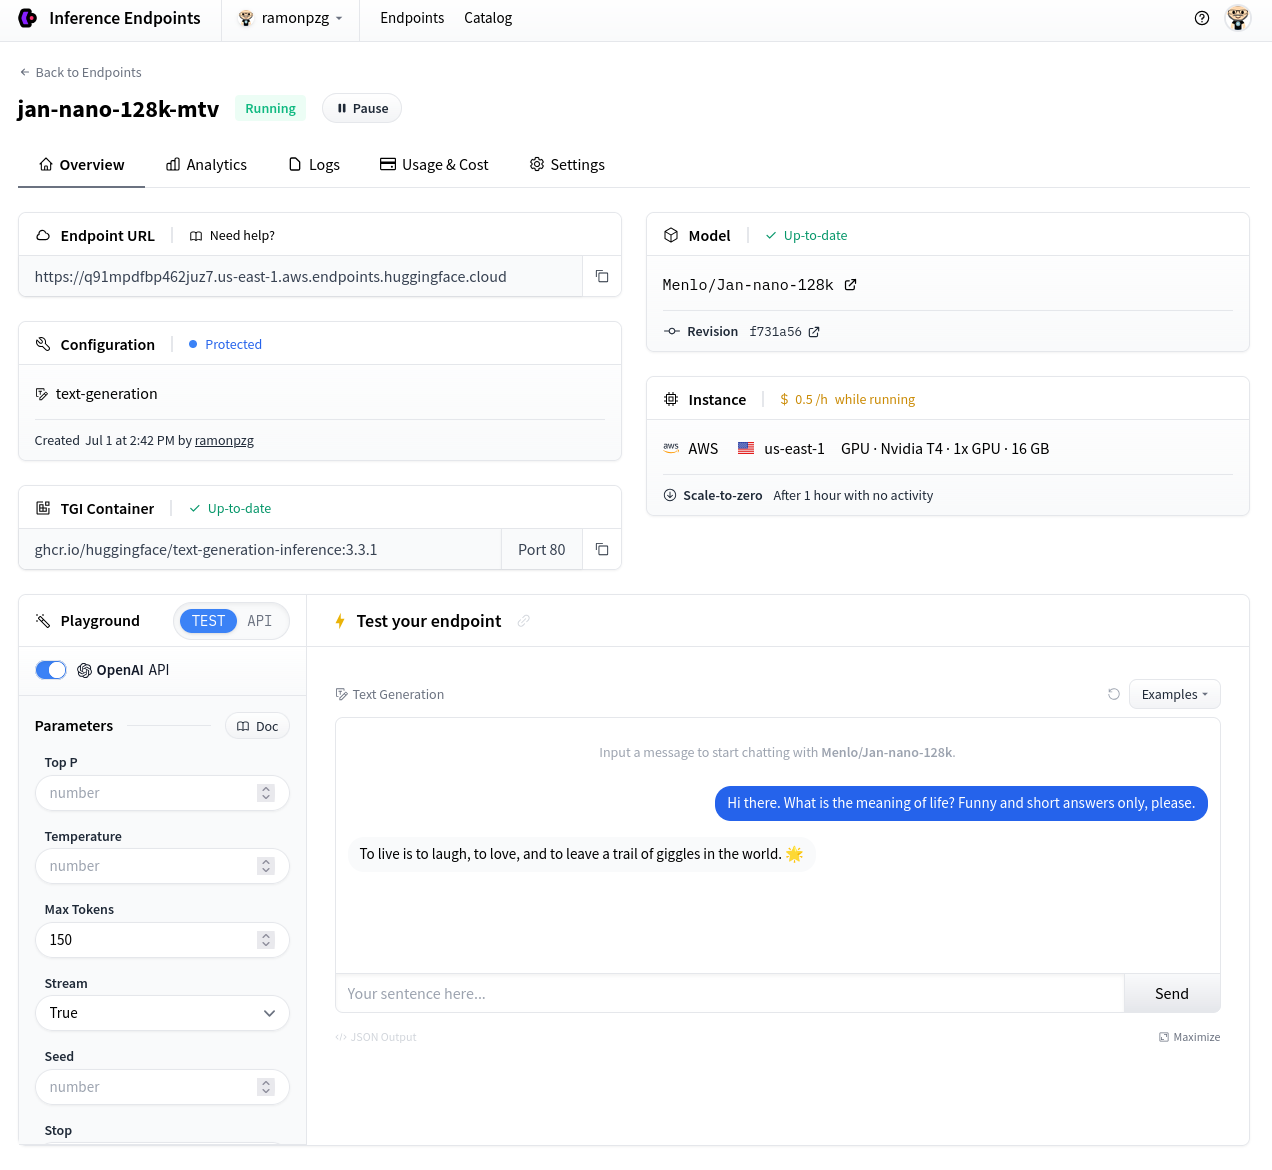 Inference Endpoints
ramonpzg
Endpoints
Catalog
Back to Endpoints
jan-nano-128k-mtv
Running
Pause
Overview
Analytics
Logs
Usage & Cost
Settings
Endpoint URL
Need help?
https://q91mpdfbp462juz7.us-east-1.aws.endpoints.huggingface.cloud
Model
Up-to-date
Menlo/Jan-nano-128k
Revision f731a56
Configuration
Protected
text-generation
Created Jul 1 at 2:42 PM by ramonpzg
Instance
$ 0.5 /h while running
aws AWS us-east-1 GPU · Nvidia T4 · 1x GPU · 16 GB
Scale-to-zero After 1 hour with no activity
TGI Container
Up-to-date
ghcr.io/huggingface/text-generation-inference:3.3.1
Port 80
Playground
TEST API
OpenAI API
Parameters
Doc
Top P
number
Temperature
number
Max Tokens
150
Stream
True
Seed
number
Stop
Test your endpoint
Text Generation
Examples
Input a message to start chatting with Menlo/Jan-nano-128k.
Hi there. What is the meaning of life? Funny and short answers only, please.
To live is to laugh, to love, and to leave a trail of giggles in the world. 🌟
Your sentence here...
Send
</> JSON Output
Maximize